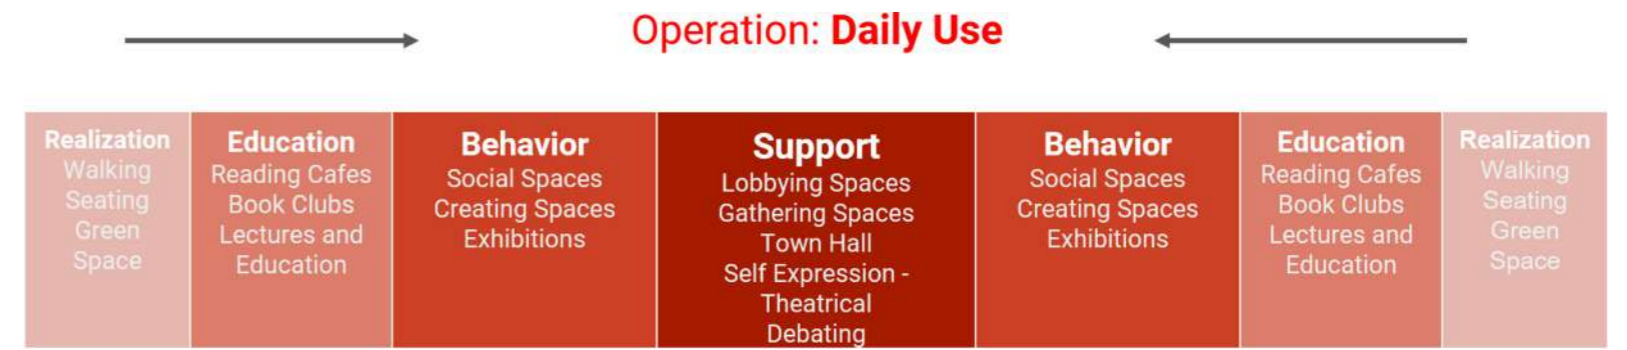 Operation: Daily Use
Realization
Walking
Seating
Green
Space
Education
Reading Cafes
Book Clubs
Lectures and
Education
Behavior
Social Spaces
Creating Spaces
Exhibitions
Support
Lobbying Spaces
Gathering Spaces
Town Hall
Self Expression -
Theatrical
Debating
Behavior
Social Spaces
Creating Spaces
Exhibitions
Education
Reading Cafes
Book Clubs
Lectures and
Education
Realization
Walking
Seating
Green
Space